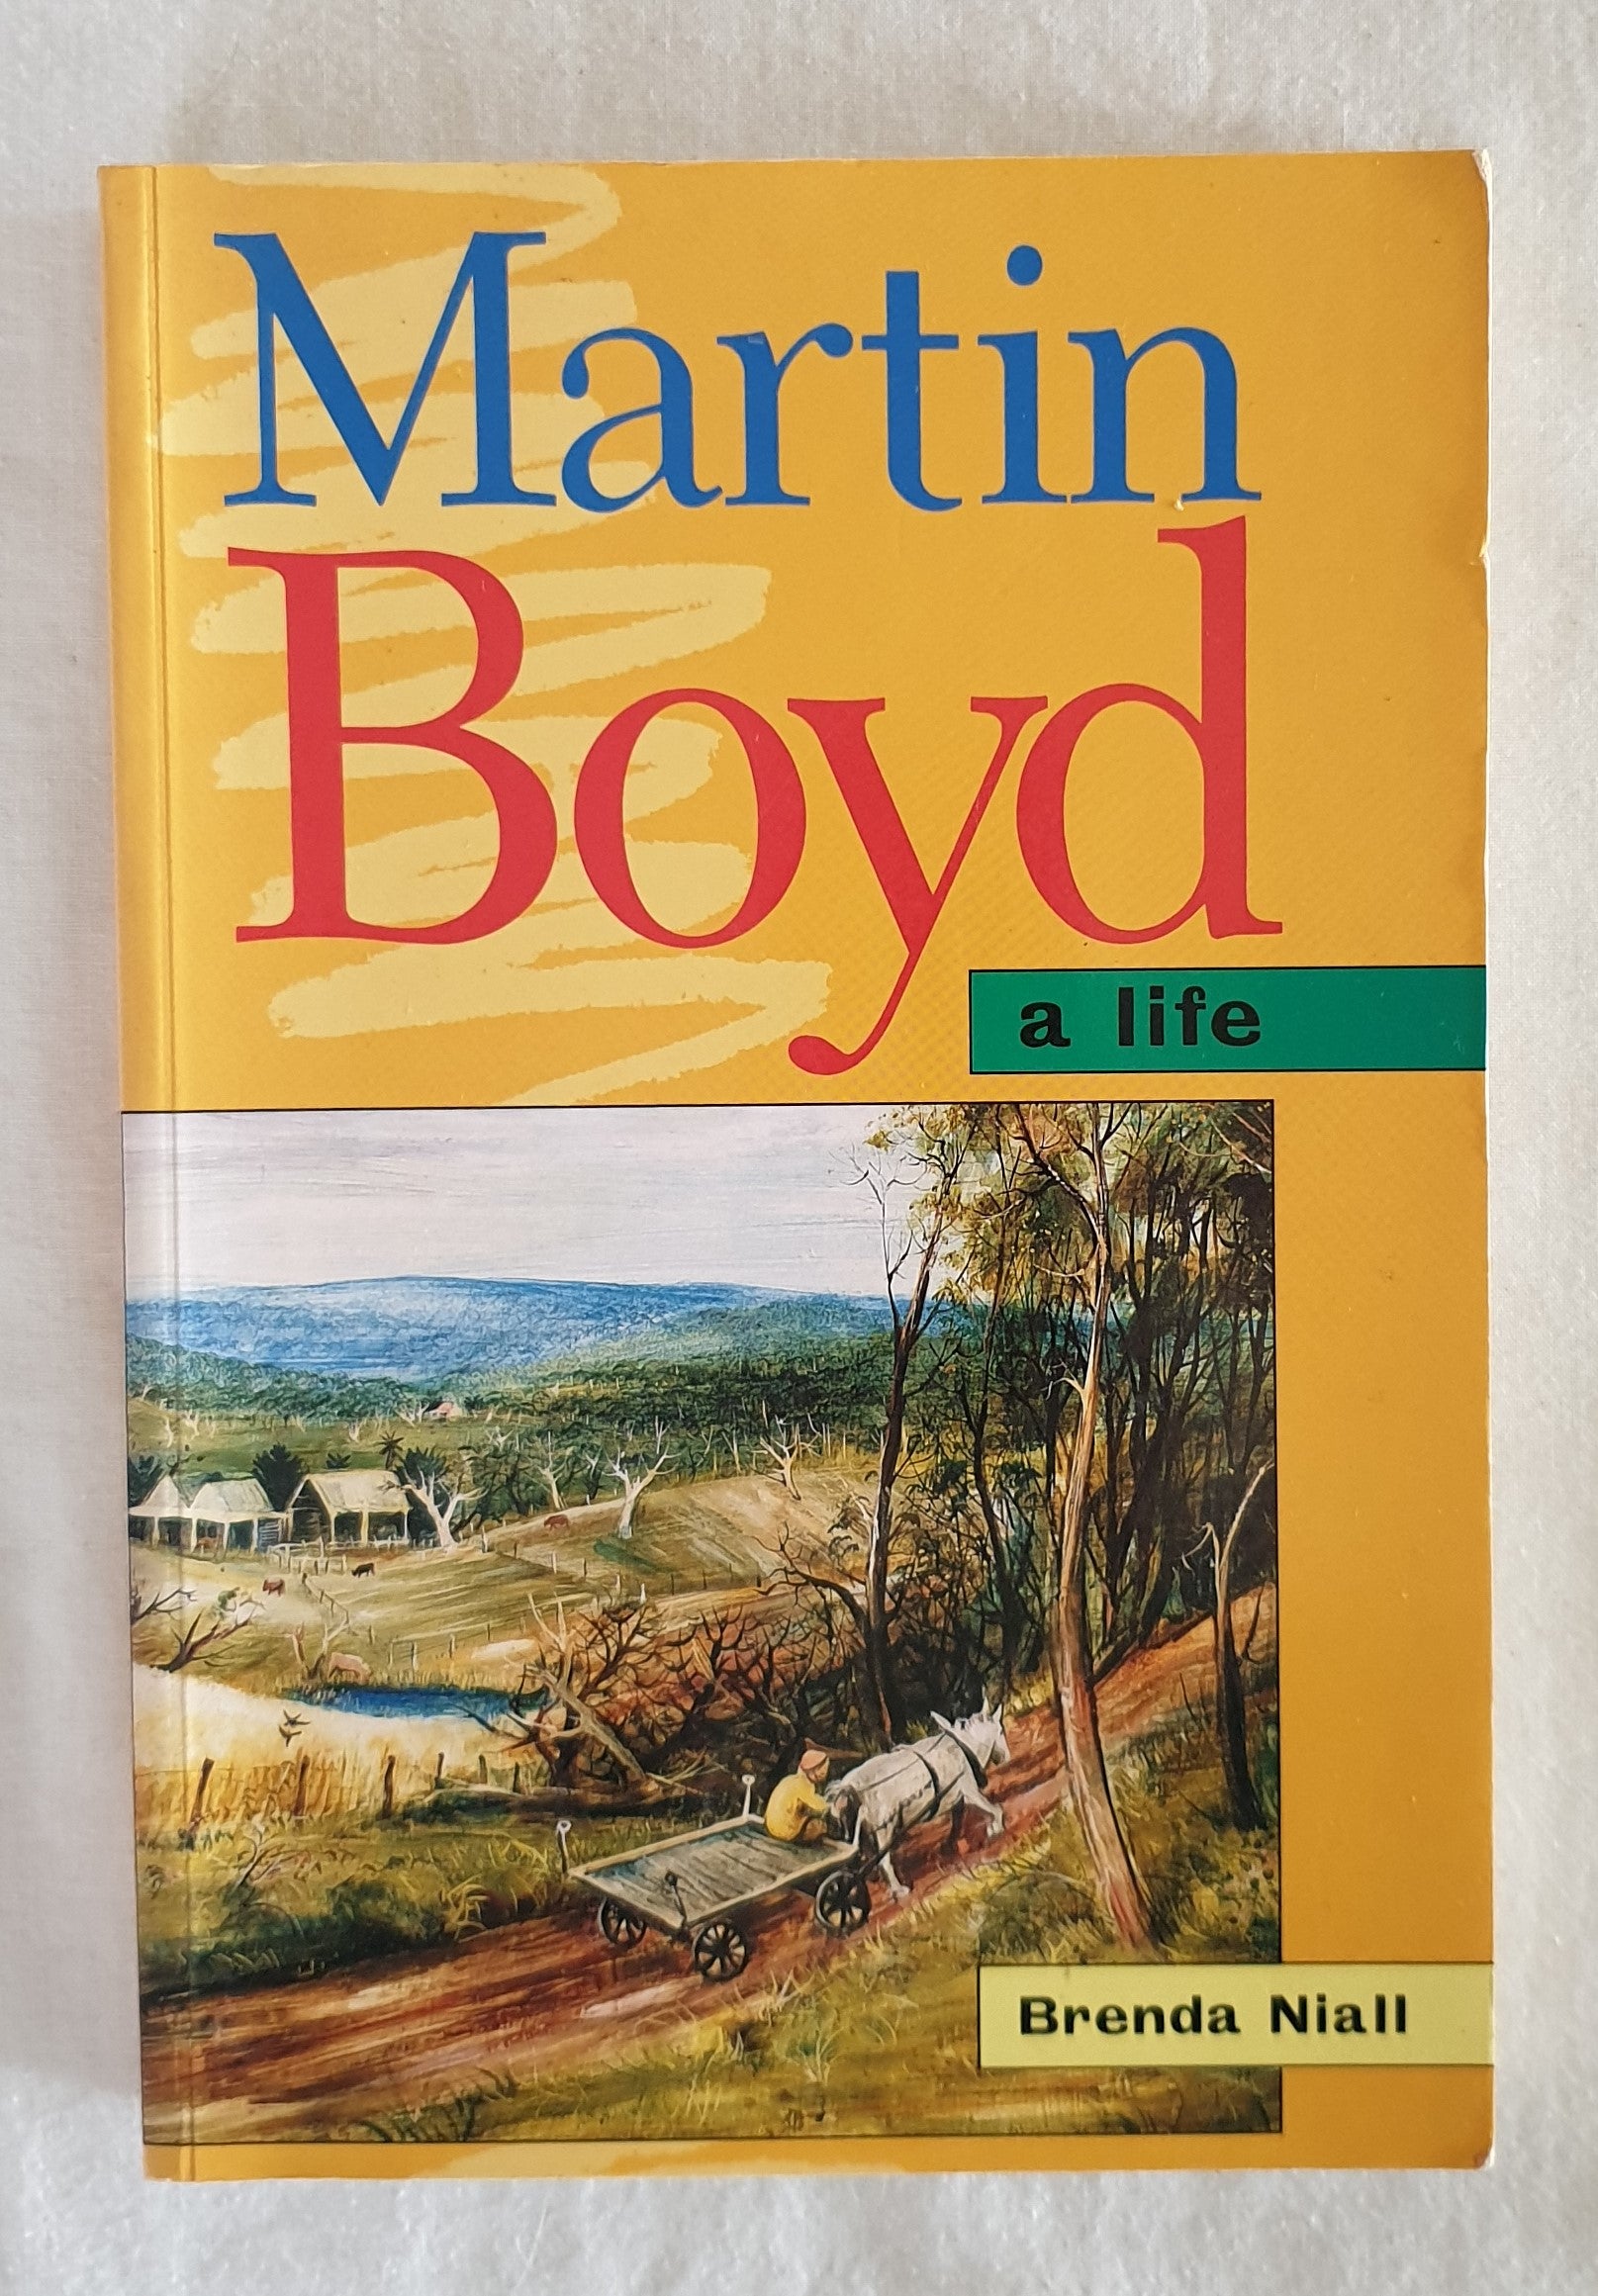 Martin
Boyd
a life
Brenda Niall